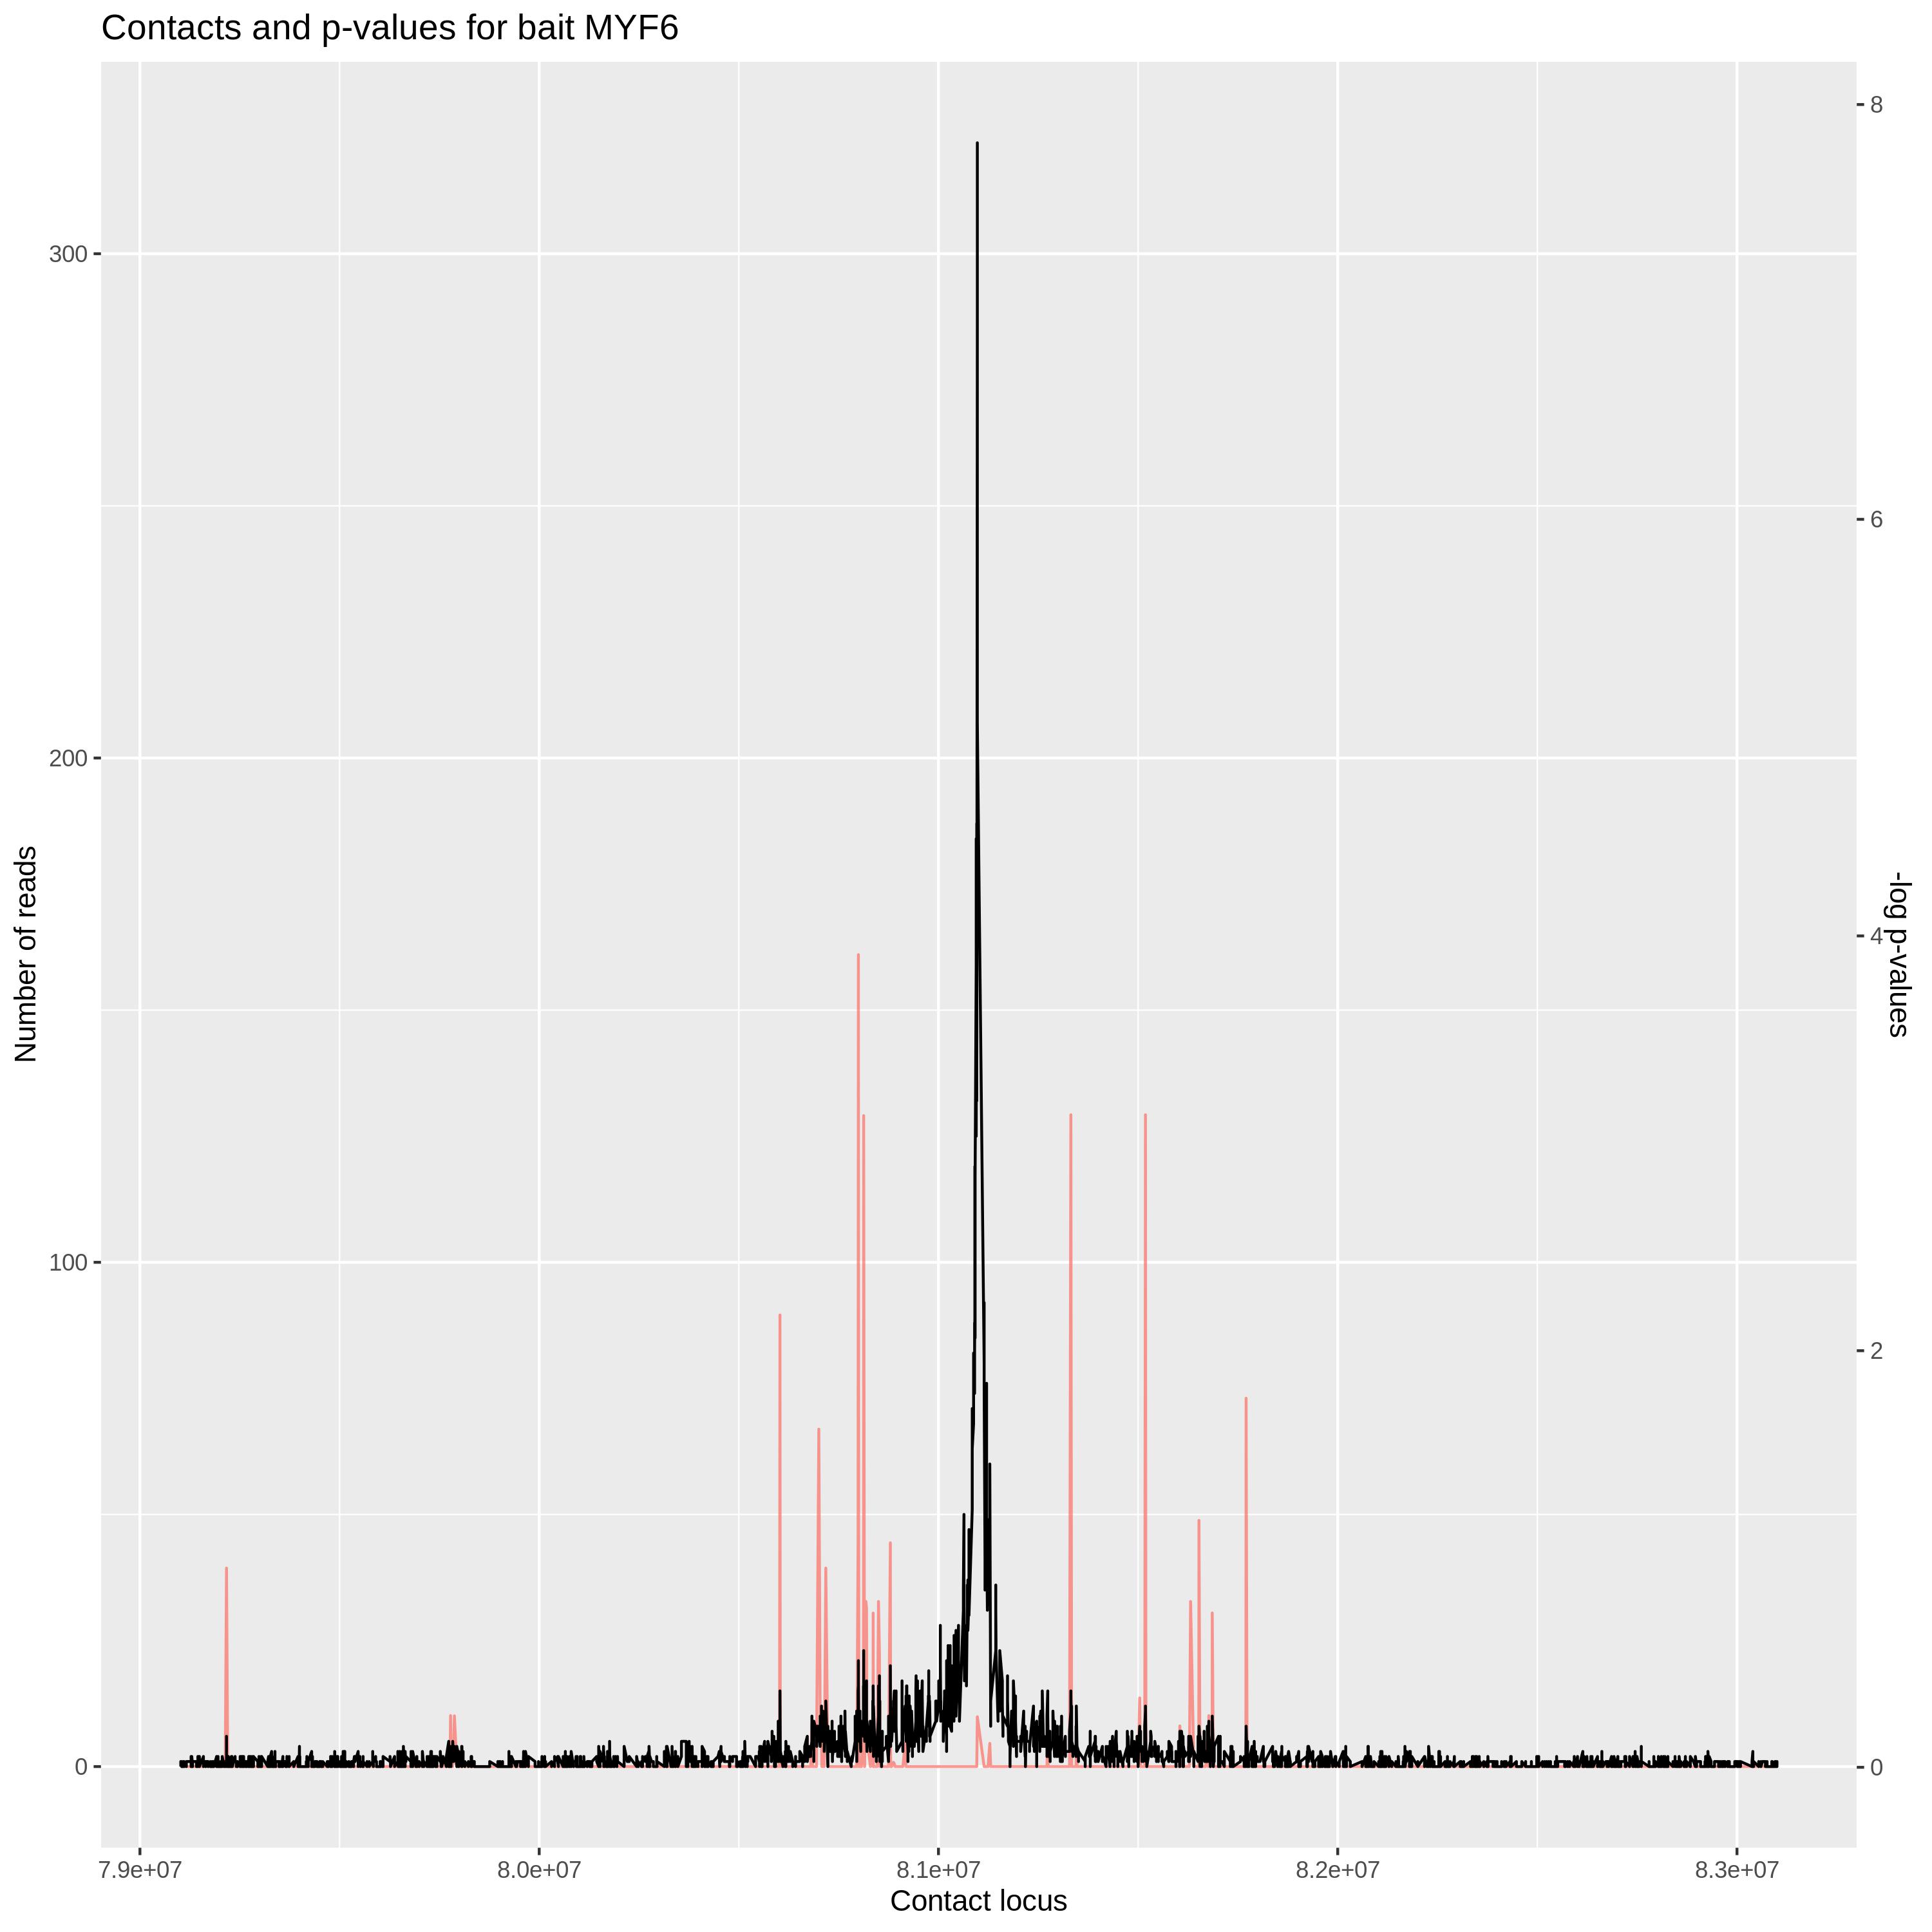 Contacts and p-values for bait MYF6
300
200
100
0
Number of reads
8
6
4
2
0
-log p-values
7.9e+07
8.0e+07
8.1e+07
8.2e+07
8.3e+07
Contact locus